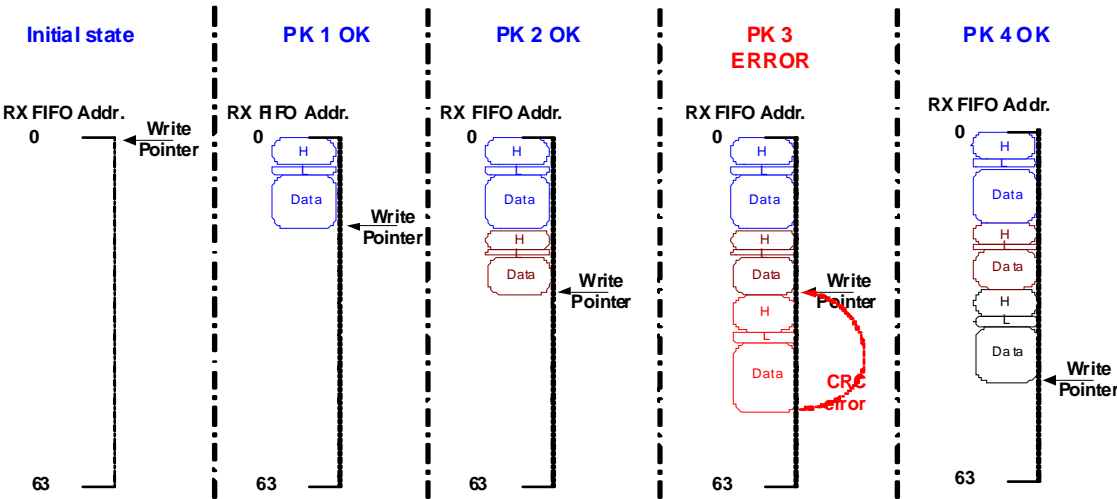 Initial state
RX FIFO Addr.
0
Write
Pointer
63
PK 1 OK
RX FIFO Addr.
0
H
L
Data
Write
Pointer
63
PK 2 OK
RX FIFO Addr.
0
H
L
Data
H
L
Data
Write
Pointer
63
PK 3
ERROR
RX FIFO Addr.
0
H
L
Data
H
L
Data
Write
Pointer
H
L
Data
CRC
error
63
PK 4 OK
RX FIFO Addr.
0
H
L
Data
H
L
Data
H
L
Data
Write
Pointer
63